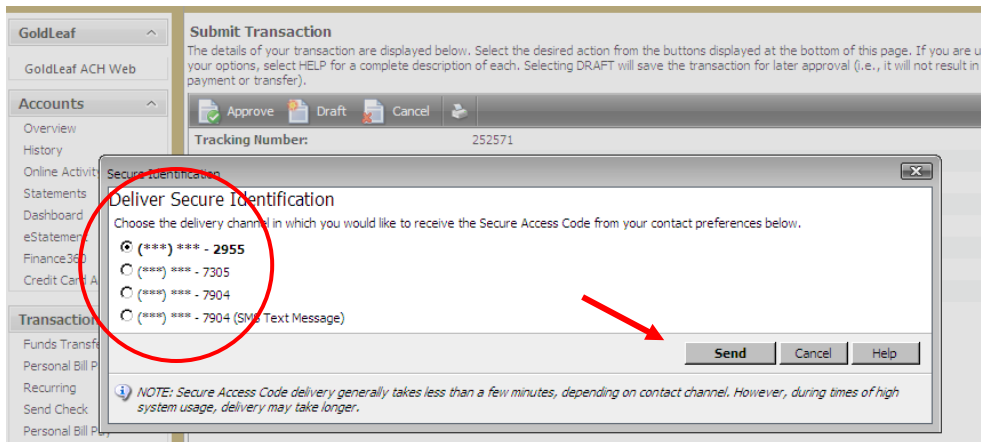 GoldLeaf
GoldLeaf ACH Web
Accounts
Overview
History
Online Activit
Statements
Dashboard
eStatement
Finance360
Credit Card A
Transaction
Funds Transfe
Personal Bill P
Recurring
Send Check
Personal Bill Pay
Submit Transaction
The details of your transaction are displayed below. Select the desired action from the buttons displayed at the bottom of this page. If you are u
your options, select HELP for a complete description of each. Selecting DRAFT will save the transaction for later approval (i.e., it will not result in
payment or transfer).
Approve Draft Cancel
Tracking Number: 252571
Secure Identification
Deliver Secure Identification
Choose the delivery channel in which you would like to receive the Secure Access Code from your contact preferences below.
(***) *** - 2955
(***) *** - 7305
(***) *** - 7904
(***) *** - 7904 (SMS Text Message)
Send Cancel Help
NOTE: Secure Access Code delivery generally takes less than a few minutes, depending on contact channel. However, during times of high
system usage, delivery may take longer.